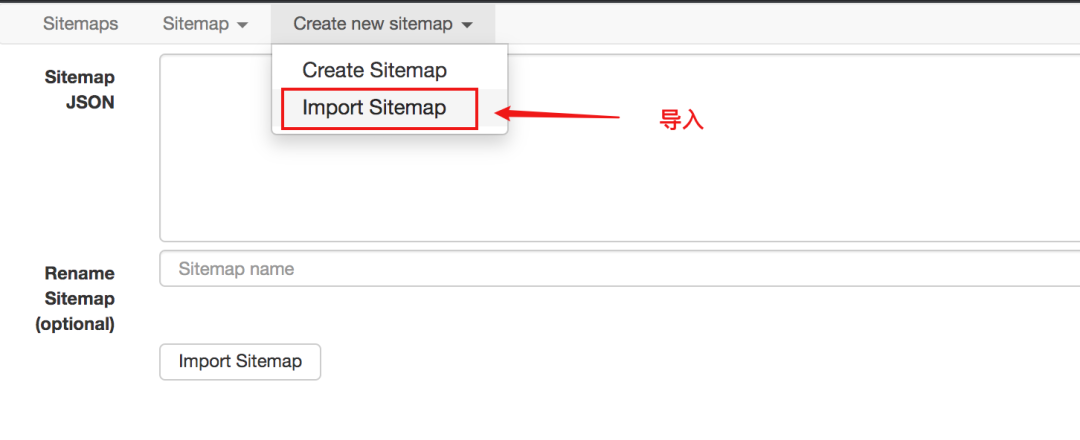 Sitemaps Sitemap Create new sitemap
Create Sitemap
Import Sitemap
导入
Sitemap
JSON
Rename
Sitemap
(optional)
Sitemap name
Import Sitemap